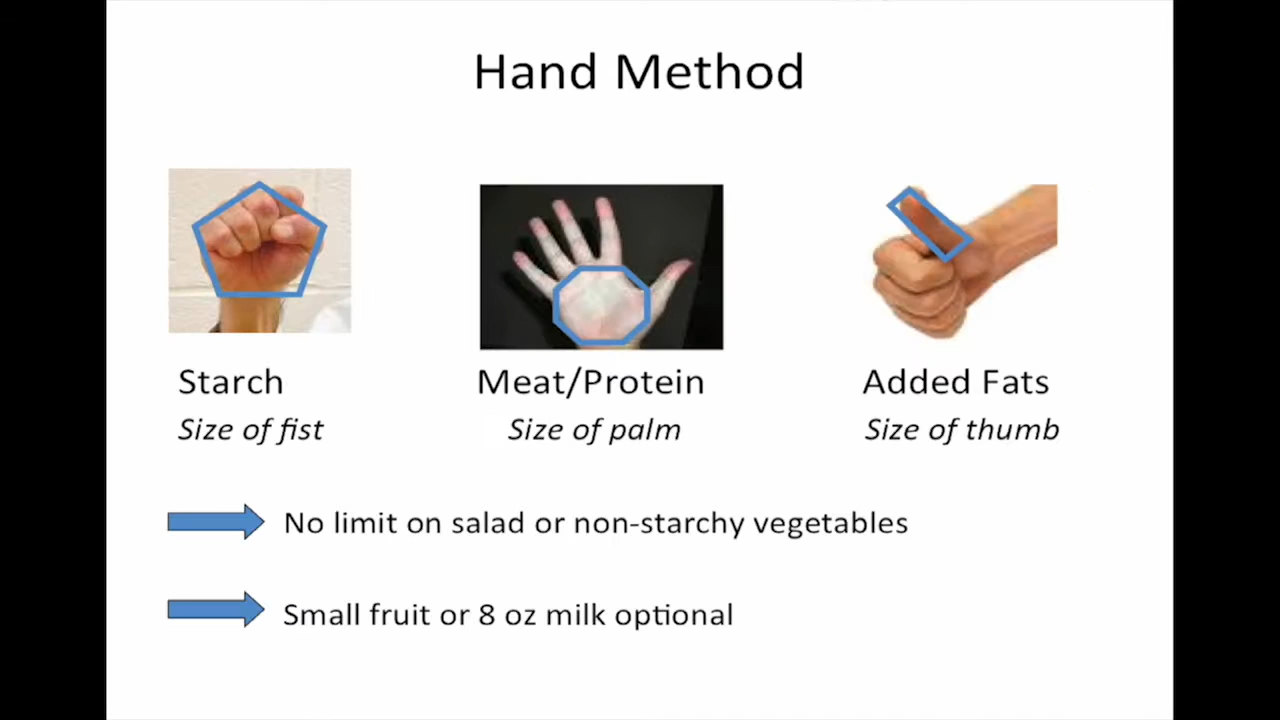 Hand Method
Starch
Size of fist
Meat/Protein
Size of palm
Added Fats
Size of thumb
No limit on salad or non-starchy vegetables
Small fruit or 8 oz milk optional